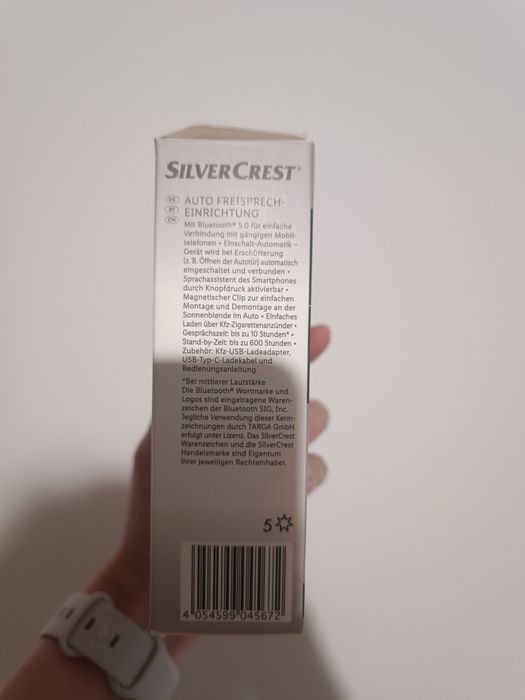 SILVERCREST®
DE AT CH AUTO FREISPRECH-
EINRICHTUNG
Mit Bluetooth® 5.0 für einfache
Verbindung mit gängigen Mobil-
telefonen • Einschalt-Automatik –
Gerät wird bei Erschütterung
(z. B. Öffnen der Autotür) automatisch
eingeschaltet und verbunden •
Sprachassistent des Smartphones
durch Knopfdruck aktivierbar •
Magnetischer Clip zur einfachen
Montage und Demontage an der
Sonnenblende im Auto • Einfaches
Laden über Kfz-Zigarettenanzünder •
Gesprächszeit: bis zu 10 Stunden* •
Stand-by-Zeit: bis zu 600 Stunden •
Zubehör: Kfz-USB-Ladeadapter,
USB-Typ-C-Ladekabel und
Bedienungsanleitung
*Bei mittlerer Lautstärke
Die Bluetooth® Wortmarke und
Logos sind eingetragene Waren-
zeichen der Bluetooth SIG, Inc.
Jegliche Verwendung dieser Kenn-
zeichnungen durch TARGA GmbH
erfolgt unter Lizenz. Das SilverCrest
Warenzeichen und die SilverCrest
Handelsmarke sind Eigentum
ihrer jeweiligen Rechteinhaber.
5
4 054599 045672